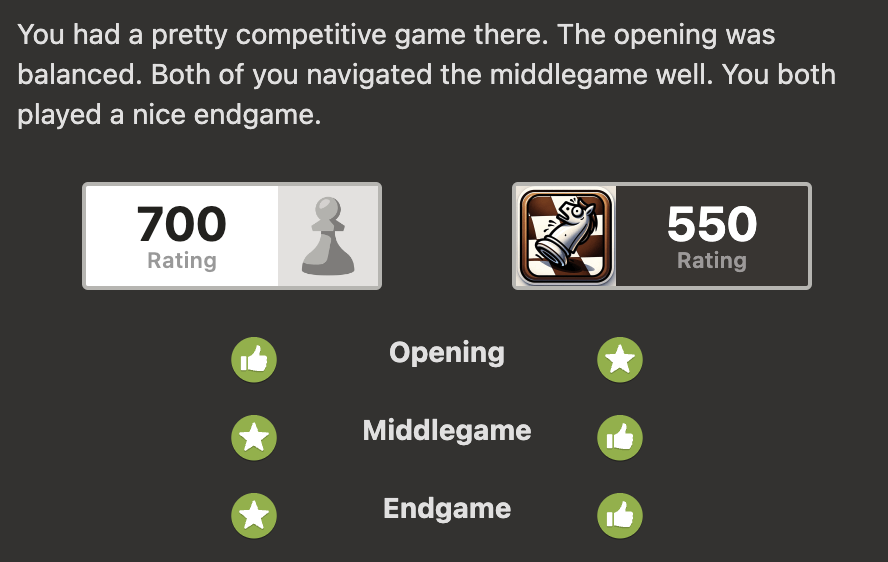 You had a pretty competitive game there. The opening was
balanced. Both of you navigated the middlegame well. You both
played a nice endgame.
700
Rating
550
Rating
Opening
Middlegame
Endgame